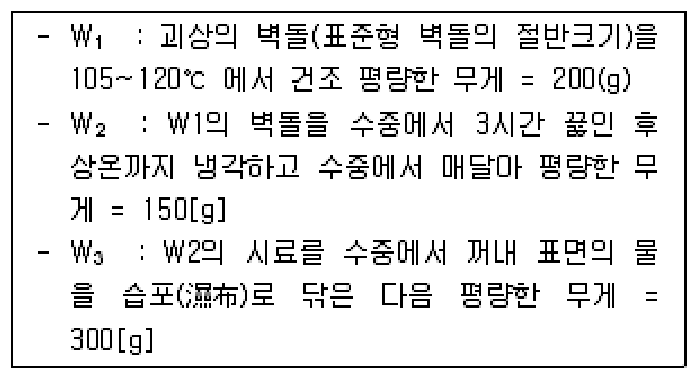 - W₁ : 괴상의 벽돌(표준형 벽돌의 절반크기)을
105~120℃ 에서 건조 평량한 무게 = 200(g)
- W₂ : W1의 벽돌을 수중에서 3시간 끓인 후
상온까지 냉각하고 수중에서 매달아 평량한 무
게 = 150[g]
- W₃ : W2의 시료를 수중에서 꺼내 표면의 물
을 습포(濕布)로 닦은 다음 평량한 무게 =
300[g]